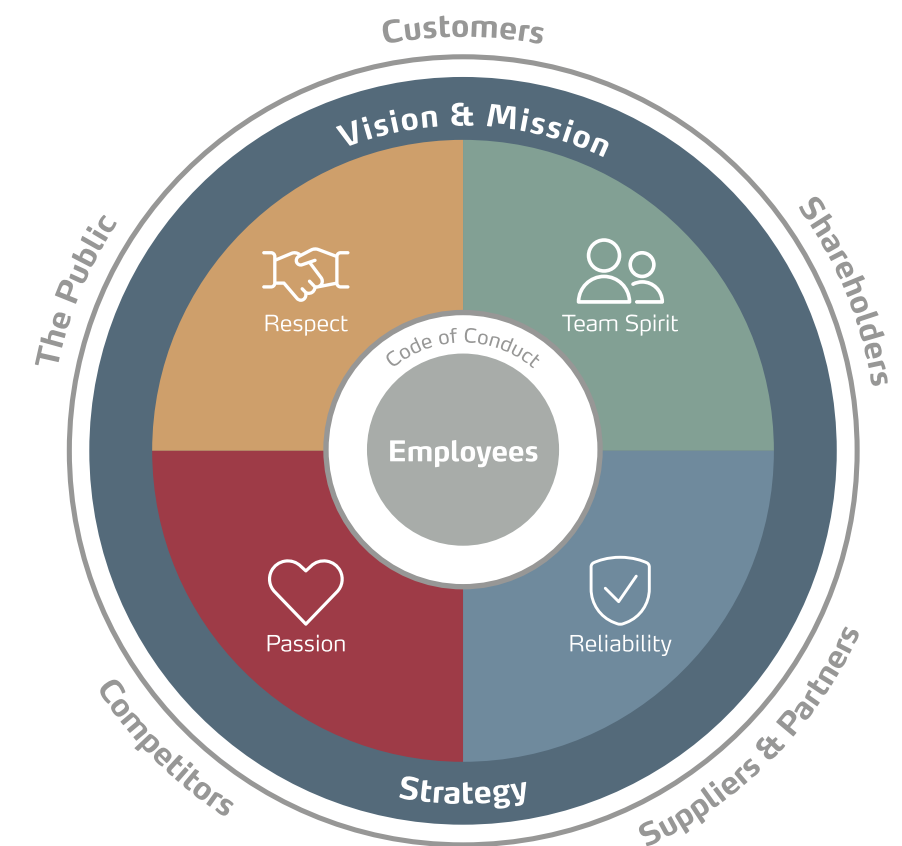 Customers
Vision & Mission
The Public
Shareholders
Respect
Team Spirit
Code of Conduct
Employees
Passion
Reliability
Competitors
Suppliers & Partners
Strategy